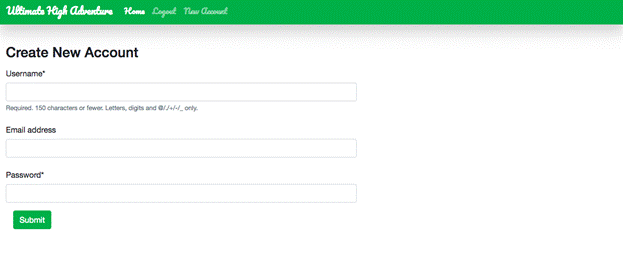 Ultimate High Adventure Home Logout New Account
Create New Account
Username*
Required. 150 characters or fewer. Letters, digits and @/./+/-/_ only.
Email address
Password*
Submit